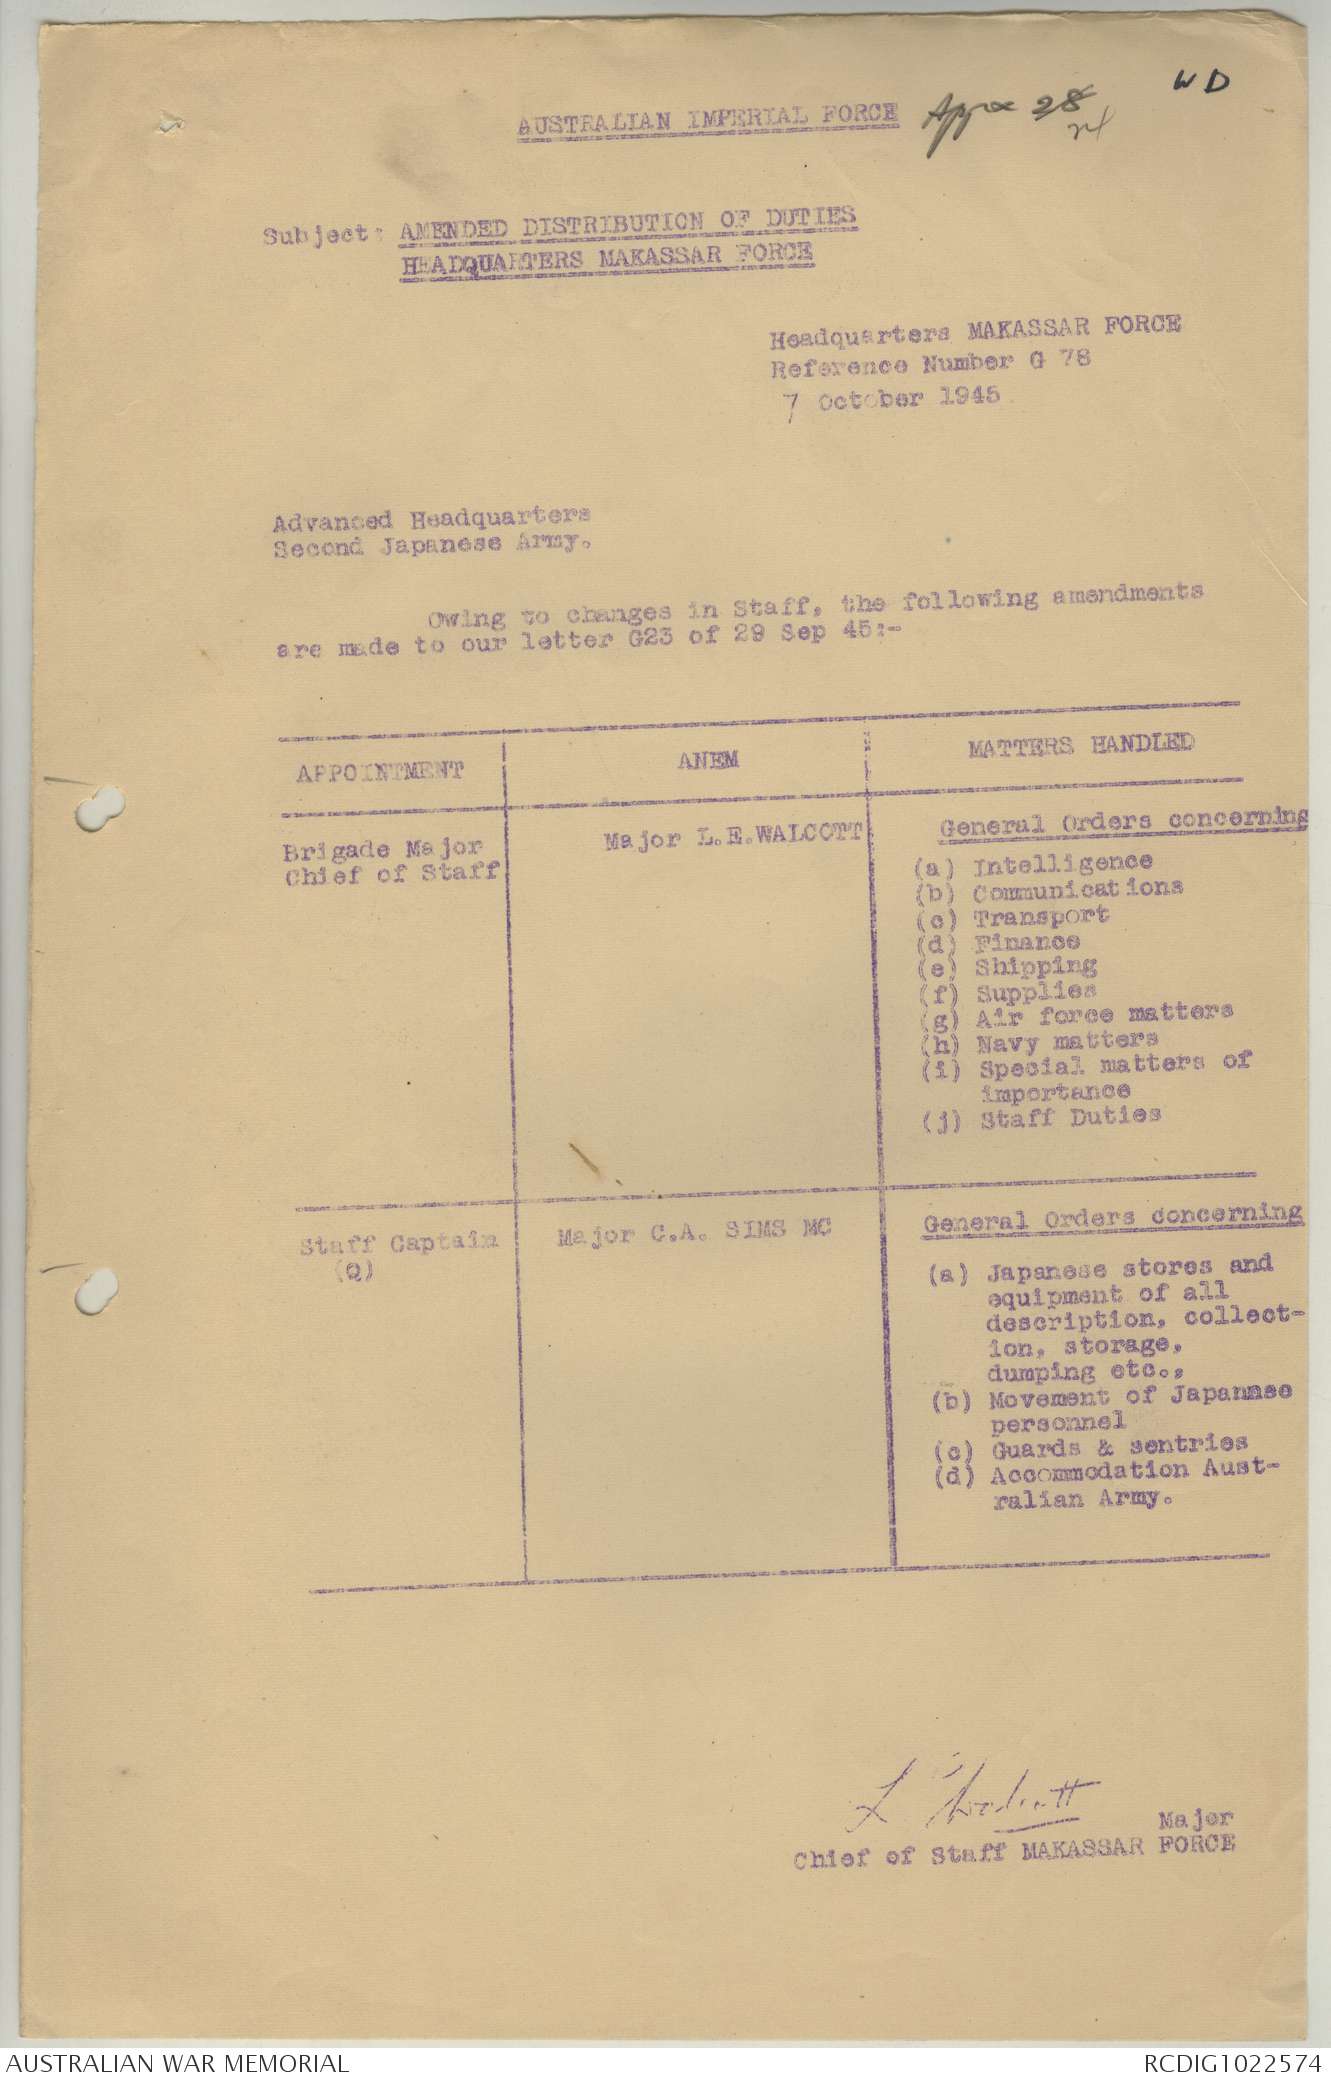 WD
AUSTRALIAN IMPERIAL FORCE
Appx 28
Subject: AMENDED DISTRIBUTION OF DUTIES
HEADQUARTERS MAKASSAR FORCE
Headquarters MAKASSAR FORCE
Reference Number G 78
7 October 1945
Advanced Headquarters
Second Japanese Army.
Owing to changes in Staff, the following amendments
are made to our letter G23 of 29 Sep 45:-
APPOINTMENT
ANEM
MATTERS HANDLED
Brigade Major
Chief of Staff
Major L.E.WALCOTT
General Orders concerning
(a) Intelligence
(b) Communications
(c) Transport
(d) Finance
(e) Shipping
(f) Supplies
(g) Air force matters
(h) Navy matters
(i) Special matters of
importance
(j) Staff Duties
Staff Captain
(Q)
Major C.A. SIMS MC
General Orders concerning
(a) Japanese stores and
equipment of all
description, collect-
ion, storage,
dumping etc.,
(b) Movement of Japannse
personnel
(c) Guards & sentries
(d) Accommodation Aust-
ralian Army.
L Walcott
Major
Chief of Staff MAKASSAR FORCE
AUSTRALIAN WAR MEMORIAL
RCDIG1022574